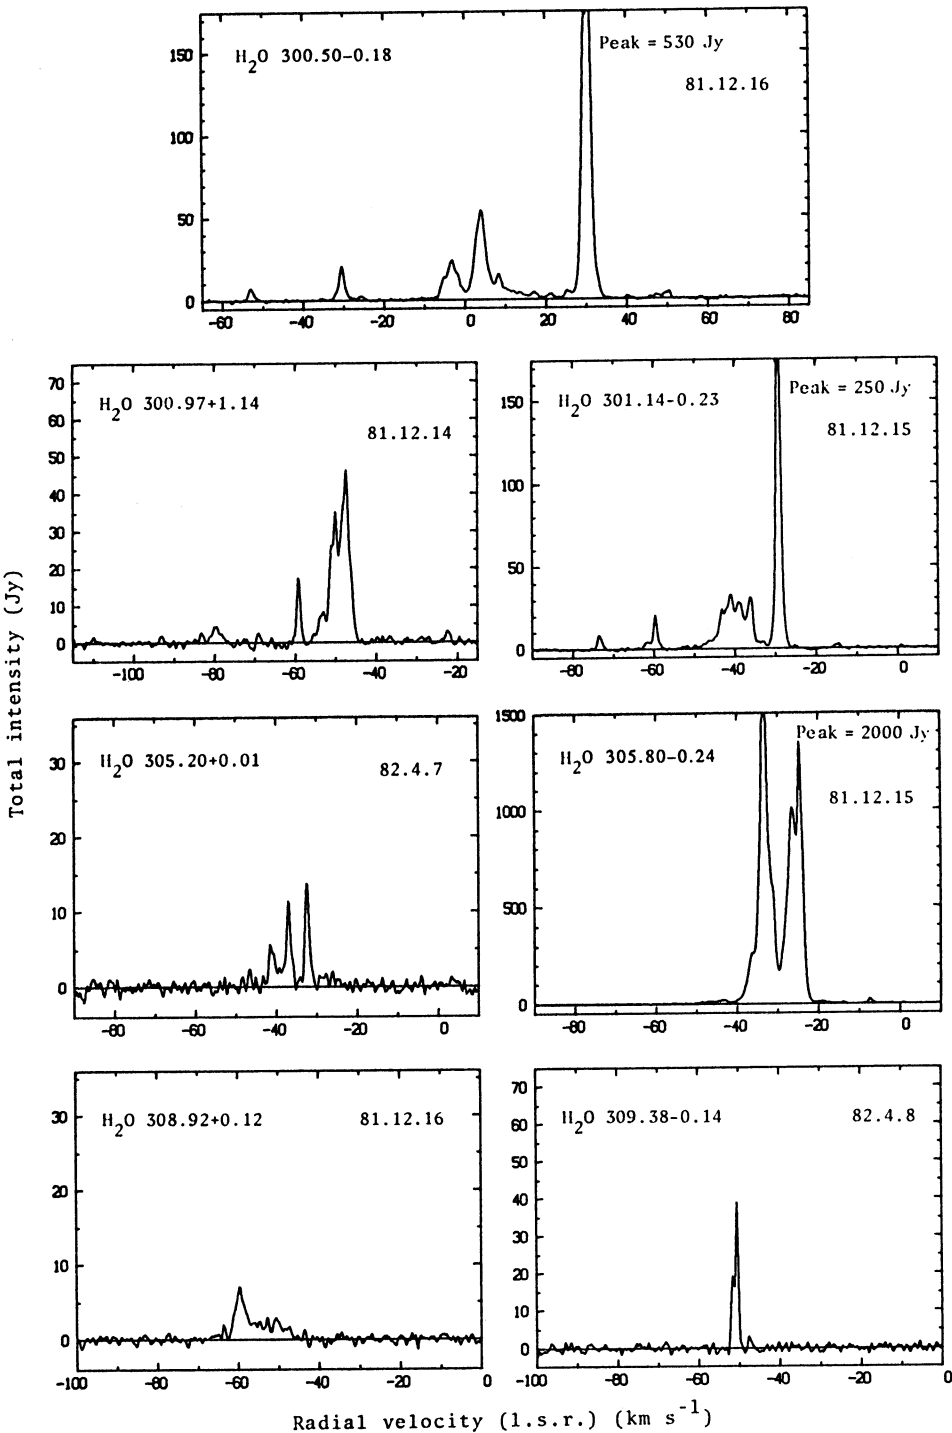 H2O 300.50-0.18
Peak = 530 Jy
81.12.16
150
100
50
0
-60 -40 -20 0 20 40 60 80
H2O 300.97+1.14
81.12.14
70
60
50
40
30
20
10
0
-100 -80 -60 -40 -20
H2O 301.14-0.23
Peak = 250 Jy
81.12.15
150
100
50
0
-80 -60 -40 -20 0
Total intensity (Jy)
H2O 305.20+0.01
82.4.7
30
20
10
0
-80 -60 -40 -20 0
H2O 305.80-0.24
Peak = 2000 Jy
81.12.15
1500
1000
500
0
-80 -60 -40 -20 0
H2O 308.92+0.12
81.12.16
30
20
10
0
-100 -80 -60 -40 -20 0
H2O 309.38-0.14
82.4.8
70
60
50
40
30
20
10
0
-100 -80 -60 -40 -20 0
Radial velocity (l.s.r.) (km s-1)